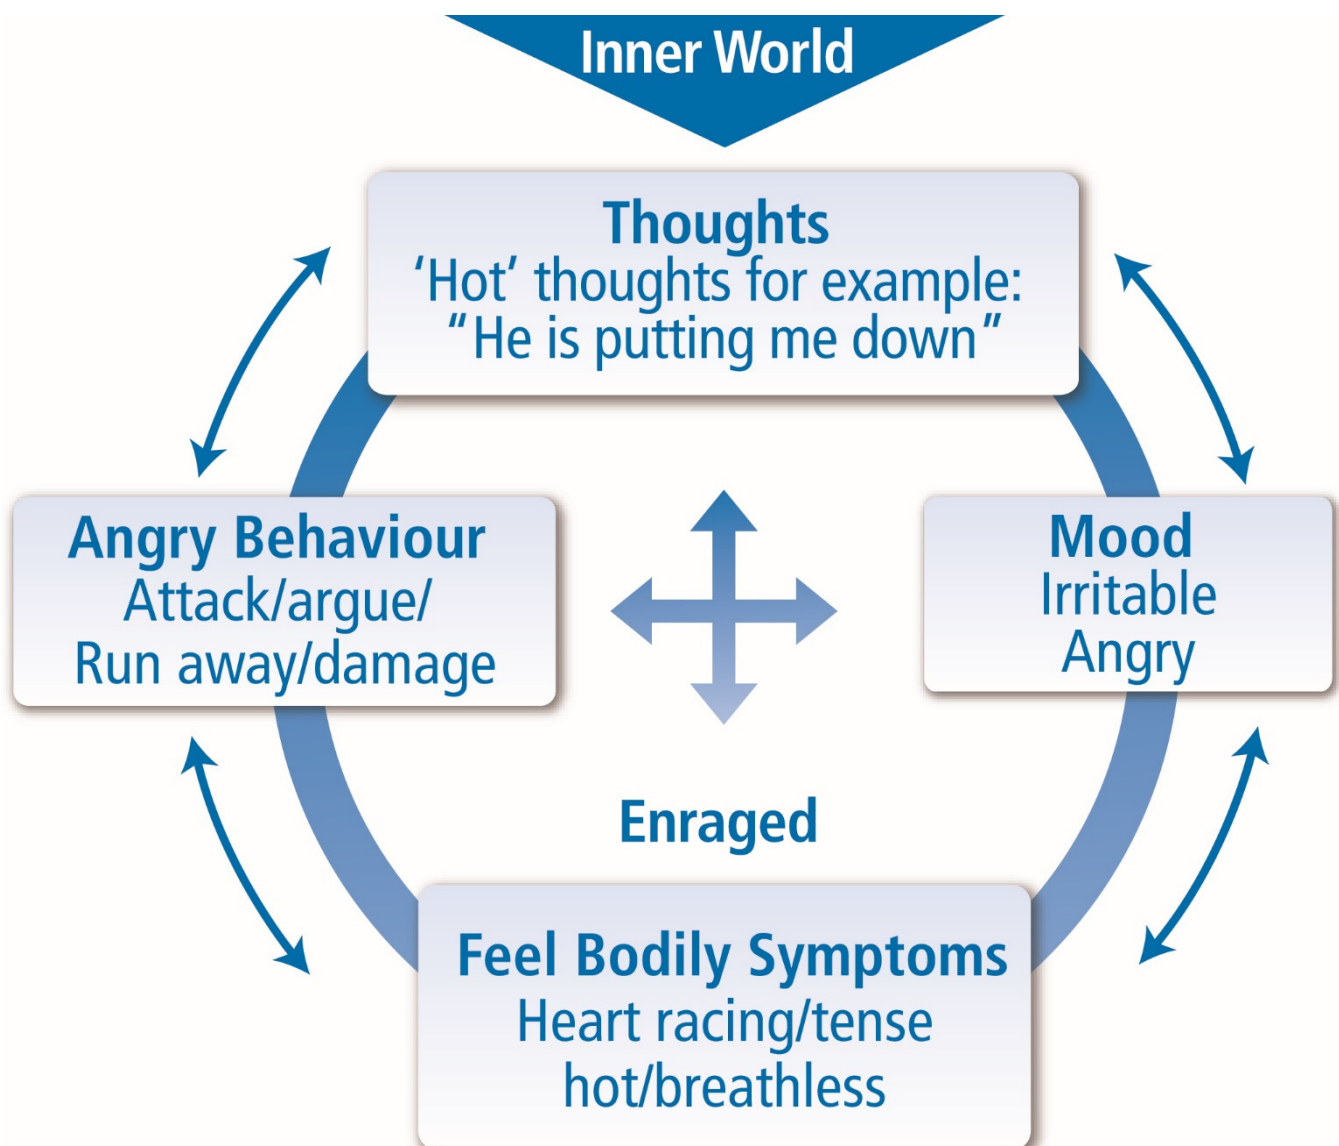 Inner World
Thoughts
‘Hot’ thoughts for example:
“He is putting me down”
Angry Behaviour
Attack/argue/
Run away/damage
Mood
Irritable
Angry
Enraged
Feel Bodily Symptoms
Heart racing/tense
hot/breathless